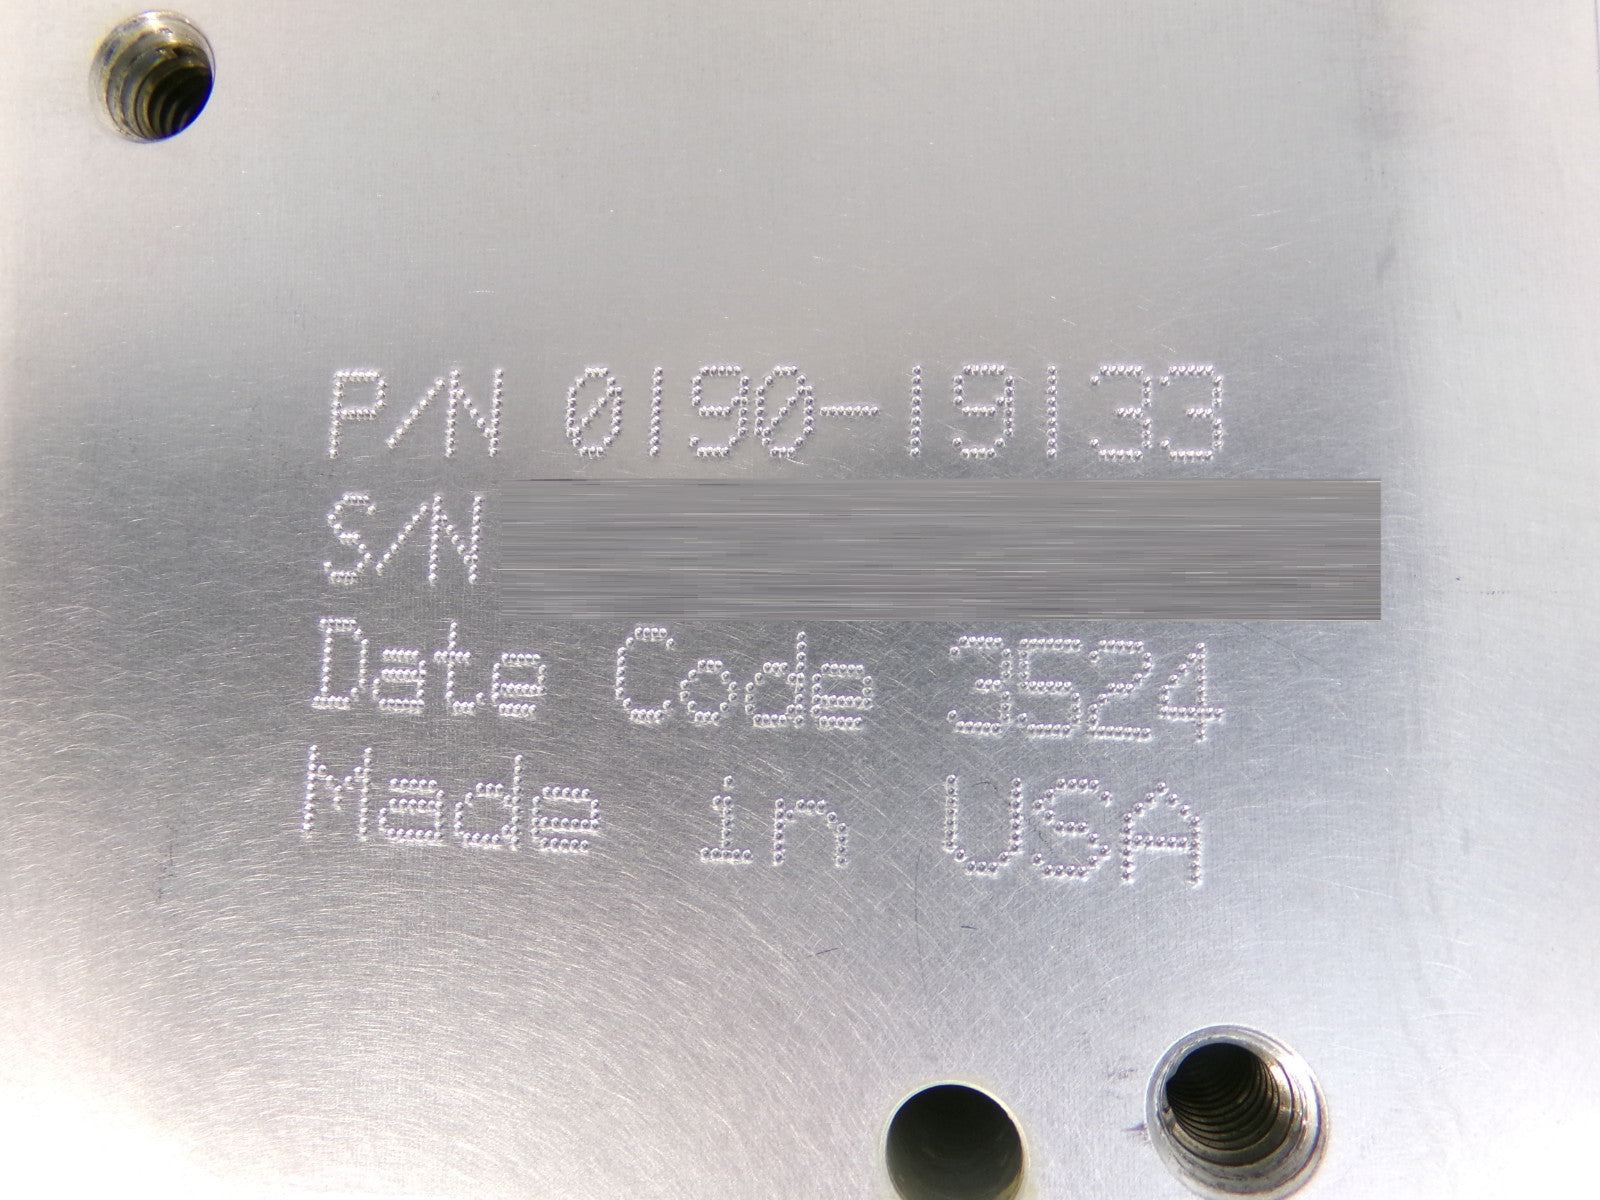 P/N 0190-19133
S/N
Date Code 3524
Made in USA